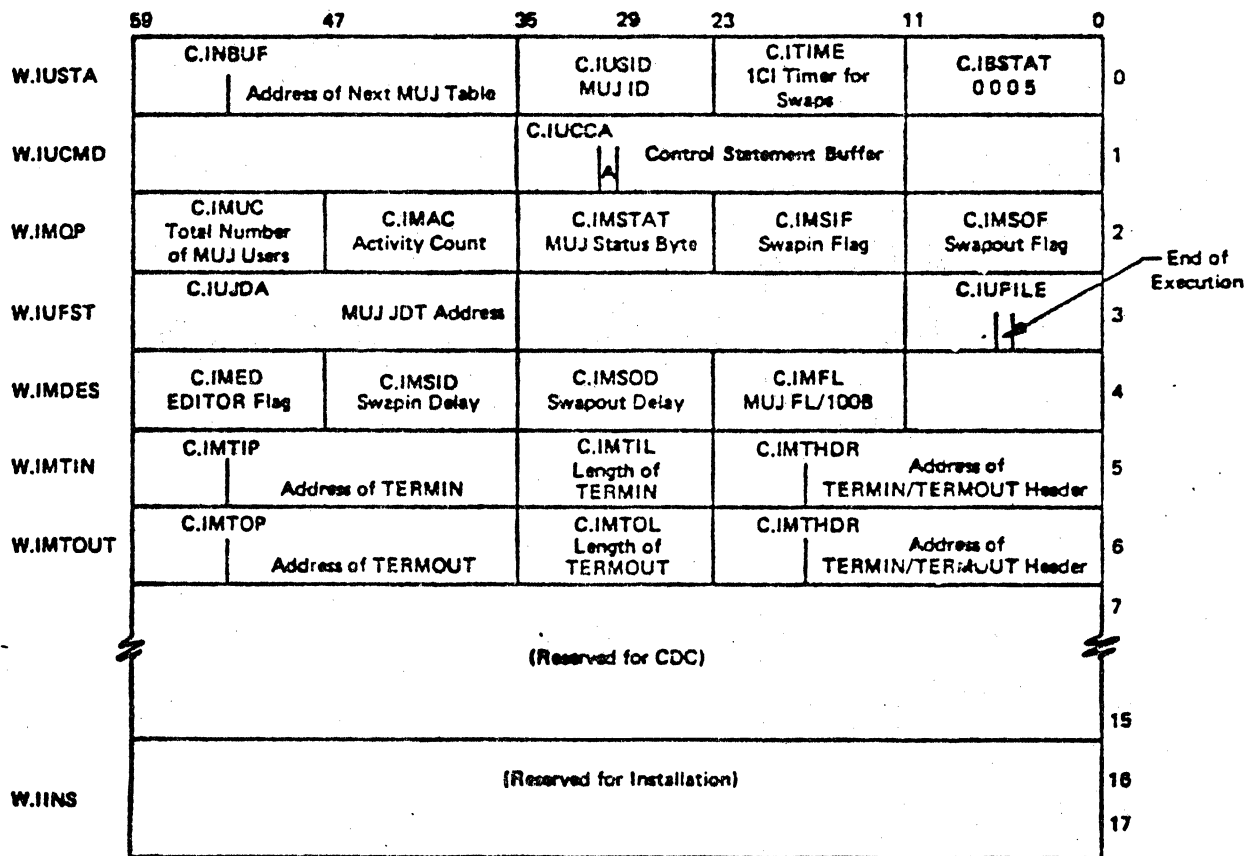 59 47 35 29 23 11 0
W.IUSTA
C.INBUF
Address of Next MUJ Table
C.IUSID
MUJ ID
C.ITIME
1CI Timer for
Swaps
C.IBSTAT
0005
0
W.IUCMD
C.IUCCA
A
Control Statement Buffer
1
W.IMQP
C.IMUC
Total Number
of MUJ Users
C.IMAC
Activity Count
C.IMSTAT
MUJ Status Byte
C.IMSIF
Swapin Flag
C.IMSOF
Swapout Flag
2
End of
Execution
W.IUFST
C.IUJDA
MUJ JDT Address
C.IUFILE
3
W.IMDES
C.IMED
EDITOR Flag
C.IMSID
Swapin Delay
C.IMSOD
Swapout Delay
C.IMFL
MUJ FL/100B
4
W.IMTIN
C.IMTIP
Address of TERMIN
C.IMTIL
Length of
TERMIN
C.IMTHDR
Address of
TERMIN/TERMOUT Header
5
W.IMTOUT
C.IMTOP
Address of TERMOUT
C.IMTOL
Length of
TERMOUT
C.IMTHDR
Address of
TERMIN/TERMOUT Header
6
7
(Reserved for CDC)
15
W.IINS
(Reserved for Installation)
16
17